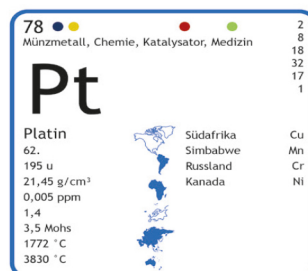 78
Münzmetall, Chemie, Katalysator, Medizin
2
8
18
32
17
1
Pt
Platin
62.
195 u
21,45 g/cm³
0,005 ppm
1,4
3,5 Mohs
1772 °C
3830 °C
Südafrika
Simbabwe
Russland
Kanada
Cu
Mn
Cr
Ni